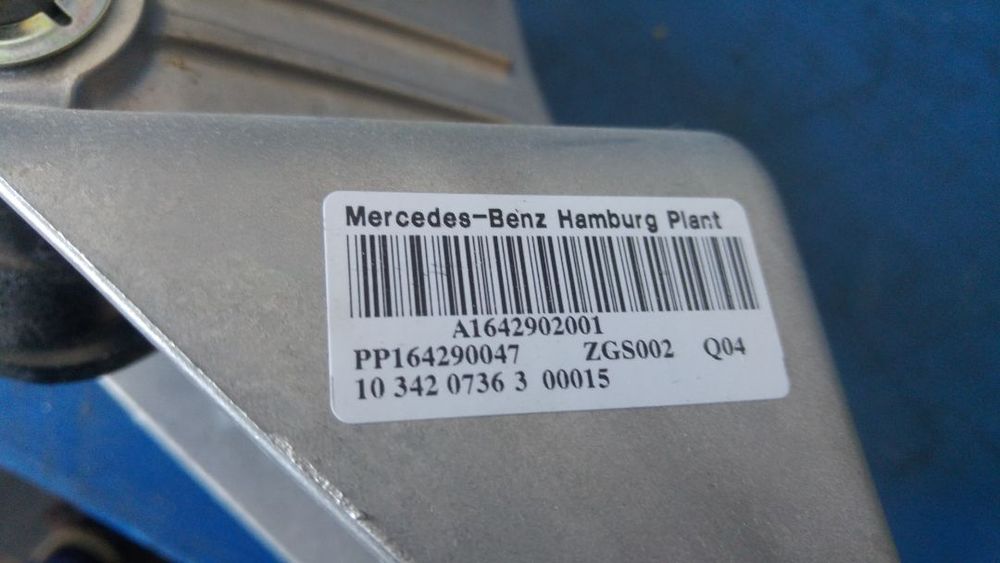 Mercedes-Benz Hamburg Plant
A1642902001
PP164290047 ZGS002 Q04
10 342 0736 3 00015